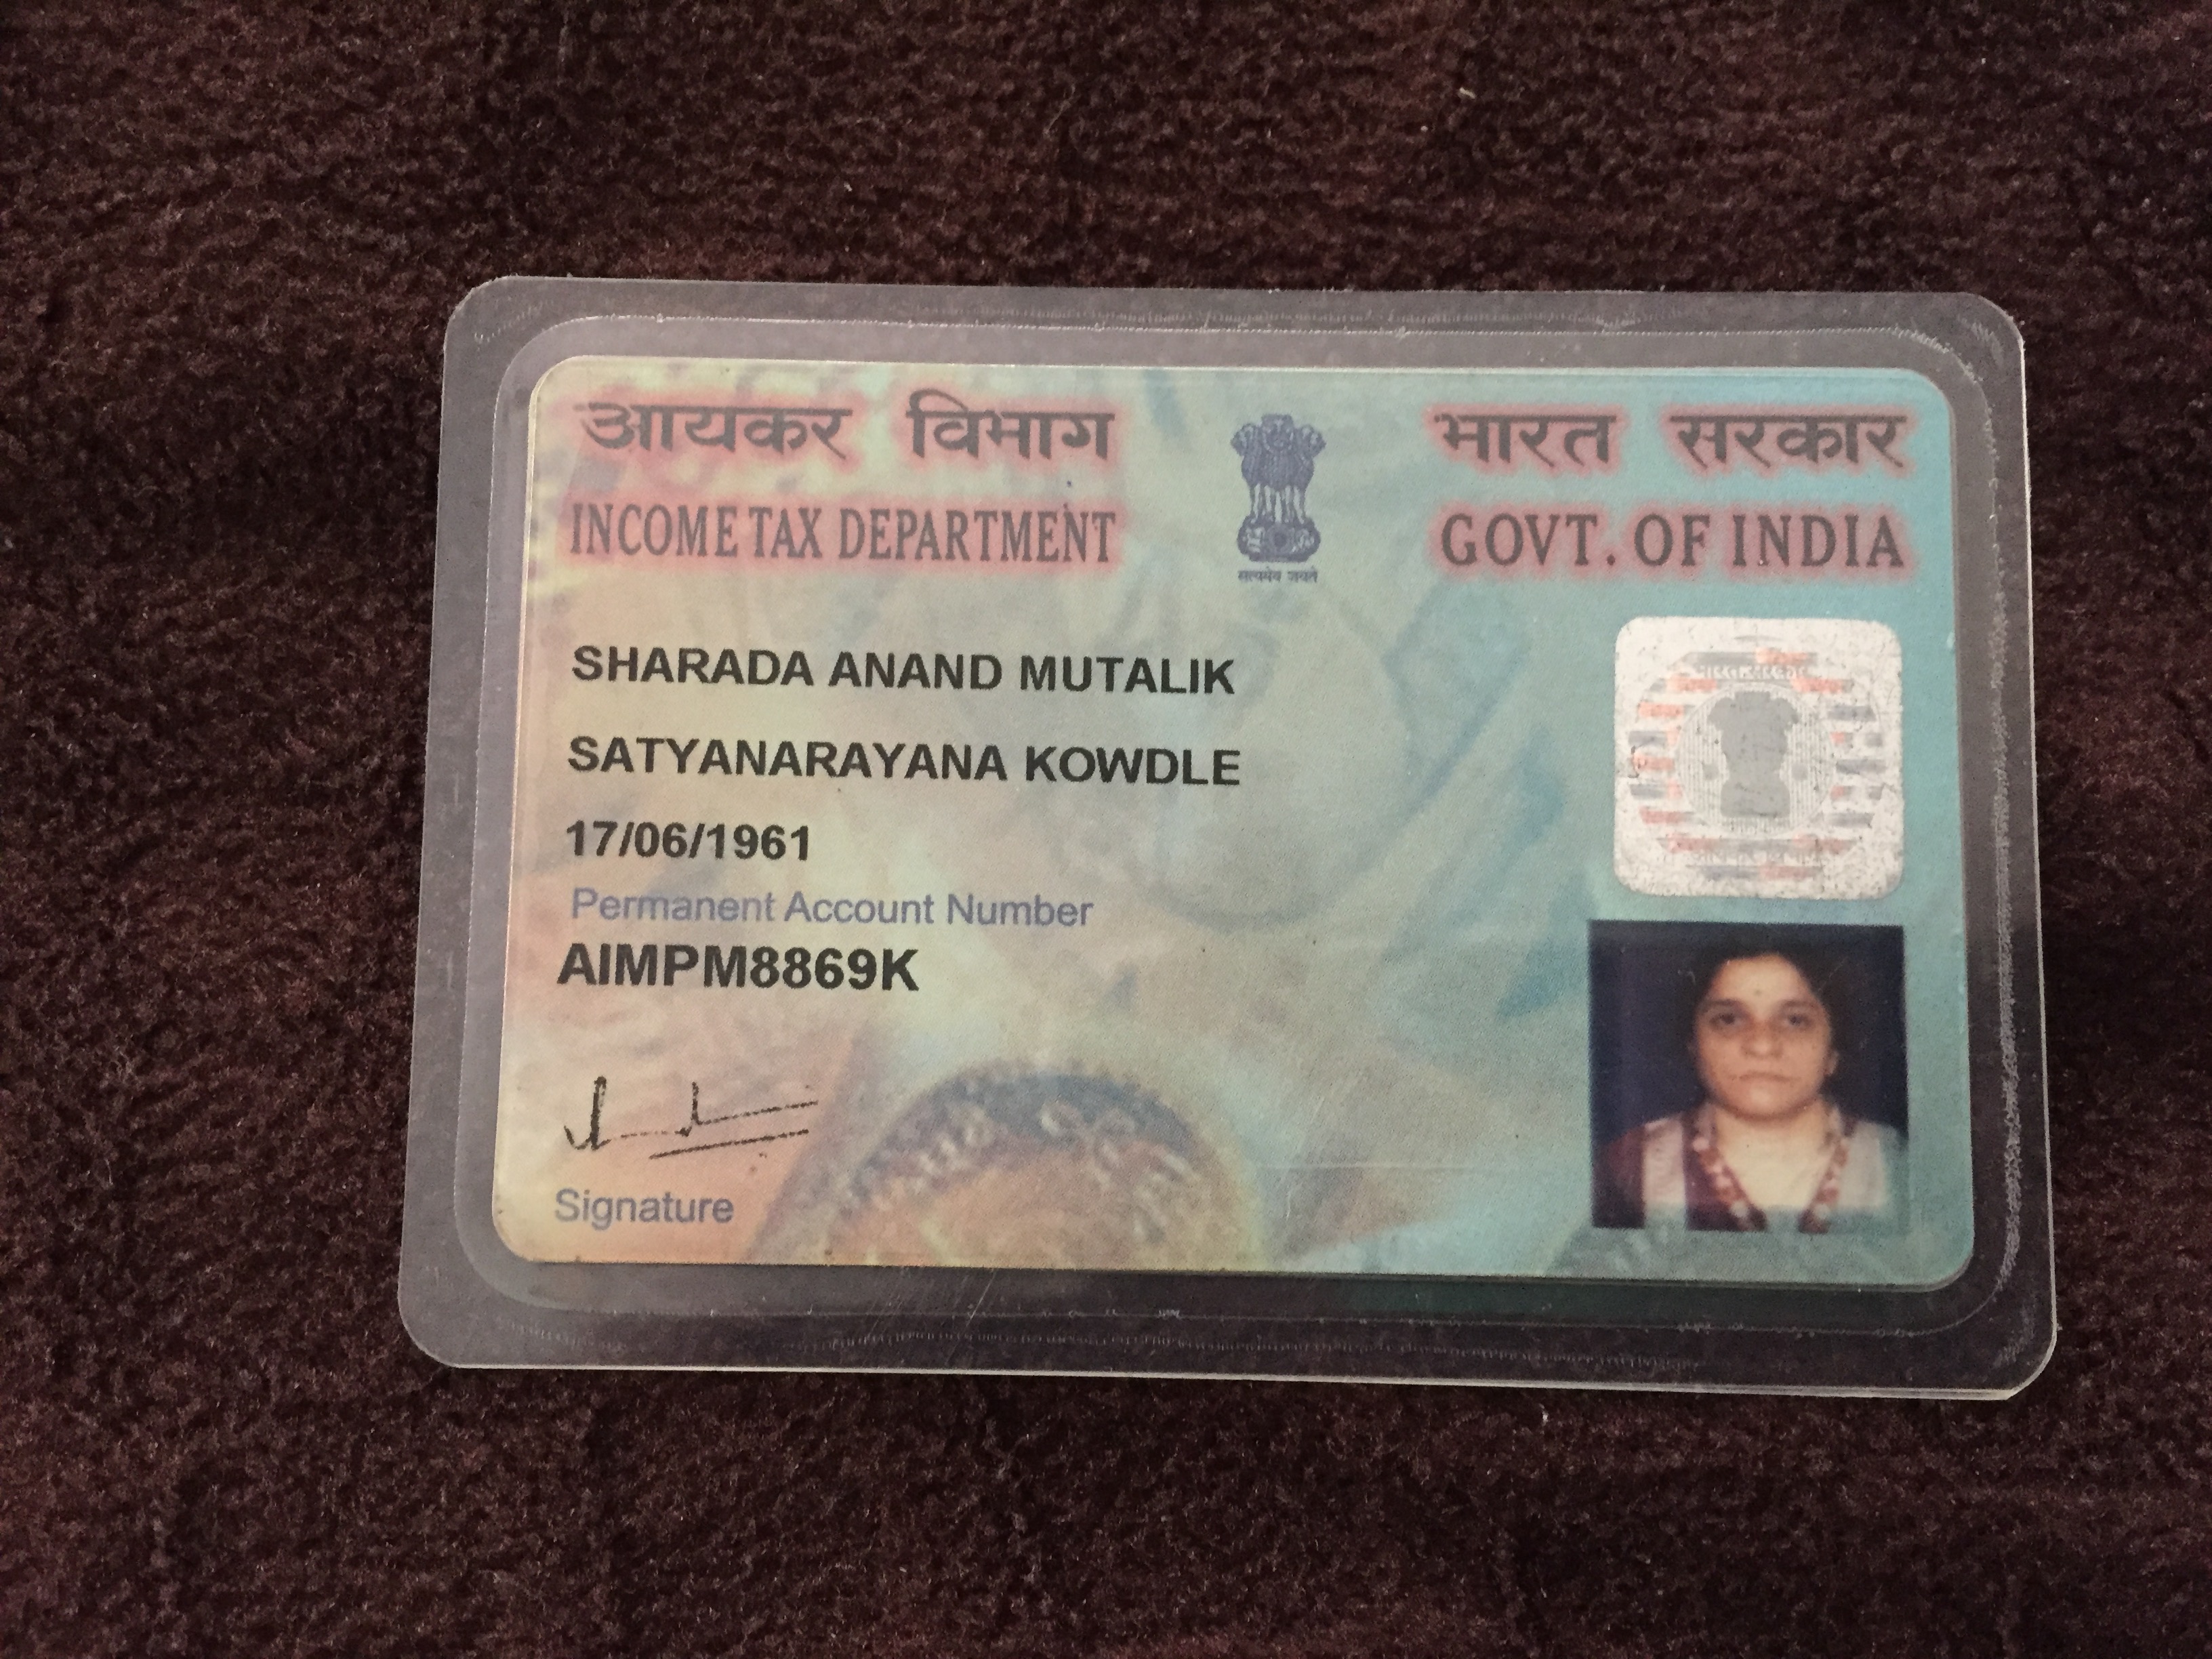 आयकर विभाग
INCOME TAX DEPARTMENT
सत्यमेव जयते
भारत सरकार
GOVT. OF INDIA
SHARADA ANAND MUTALIK
SATYANARAYANA KOWDLE
17/06/1961
Permanent Account Number
AIMPM8869K
Signature